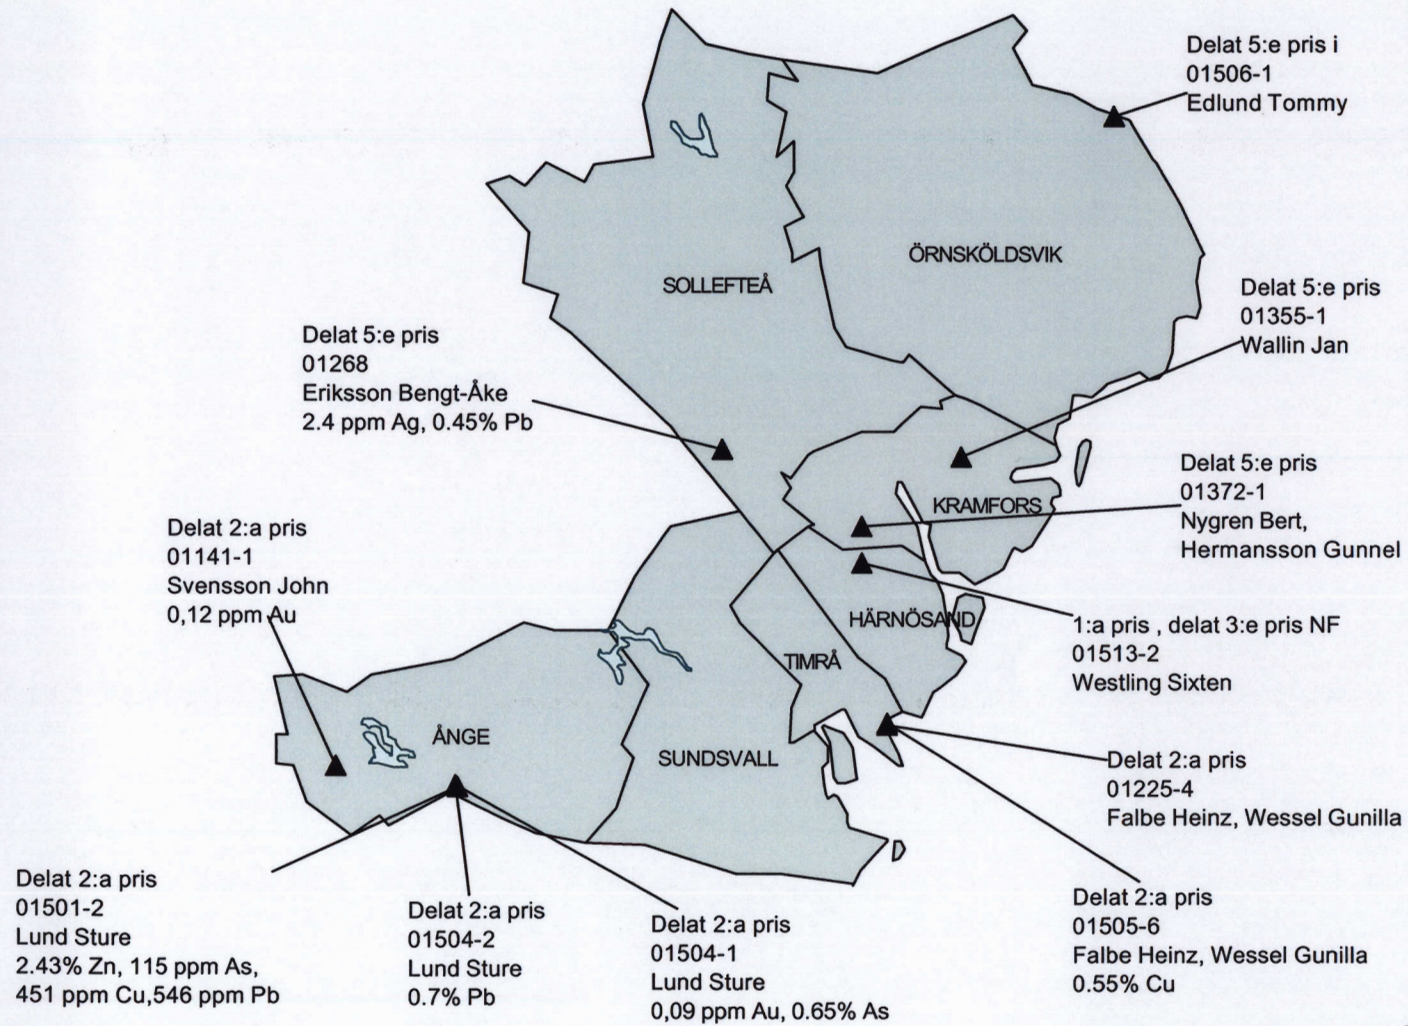 Delat 5:e pris i
01506-1
Edlund Tommy
ÖRNSKÖLDSVIK
SOLLEFTEÅ
Delat 5:e pris
01355-1
Wallin Jan
Delat 5:e pris
01268
Eriksson Bengt-Åke
2.4 ppm Ag, 0.45% Pb
Delat 5:e pris
01372-1
Nygren Bert,
Hermansson Gunnel
KRAMFORS
Delat 2:a pris
01141-1
Svensson John
0,12 ppm Au
HÄRNÖSAND
1:a pris , delat 3:e pris NF
01513-2
Westling Sixten
TIMRÅ
ÅNGE
SUNDSVALL
Delat 2:a pris
01225-4
Falbe Heinz, Wessel Gunilla
Delat 2:a pris
01501-2
Lund Sture
2.43% Zn, 115 ppm As,
451 ppm Cu,546 ppm Pb
Delat 2:a pris
01504-2
Lund Sture
0.7% Pb
Delat 2:a pris
01504-1
Lund Sture
0,09 ppm Au, 0.65% As
Delat 2:a pris
01505-6
Falbe Heinz, Wessel Gunilla
0.55% Cu